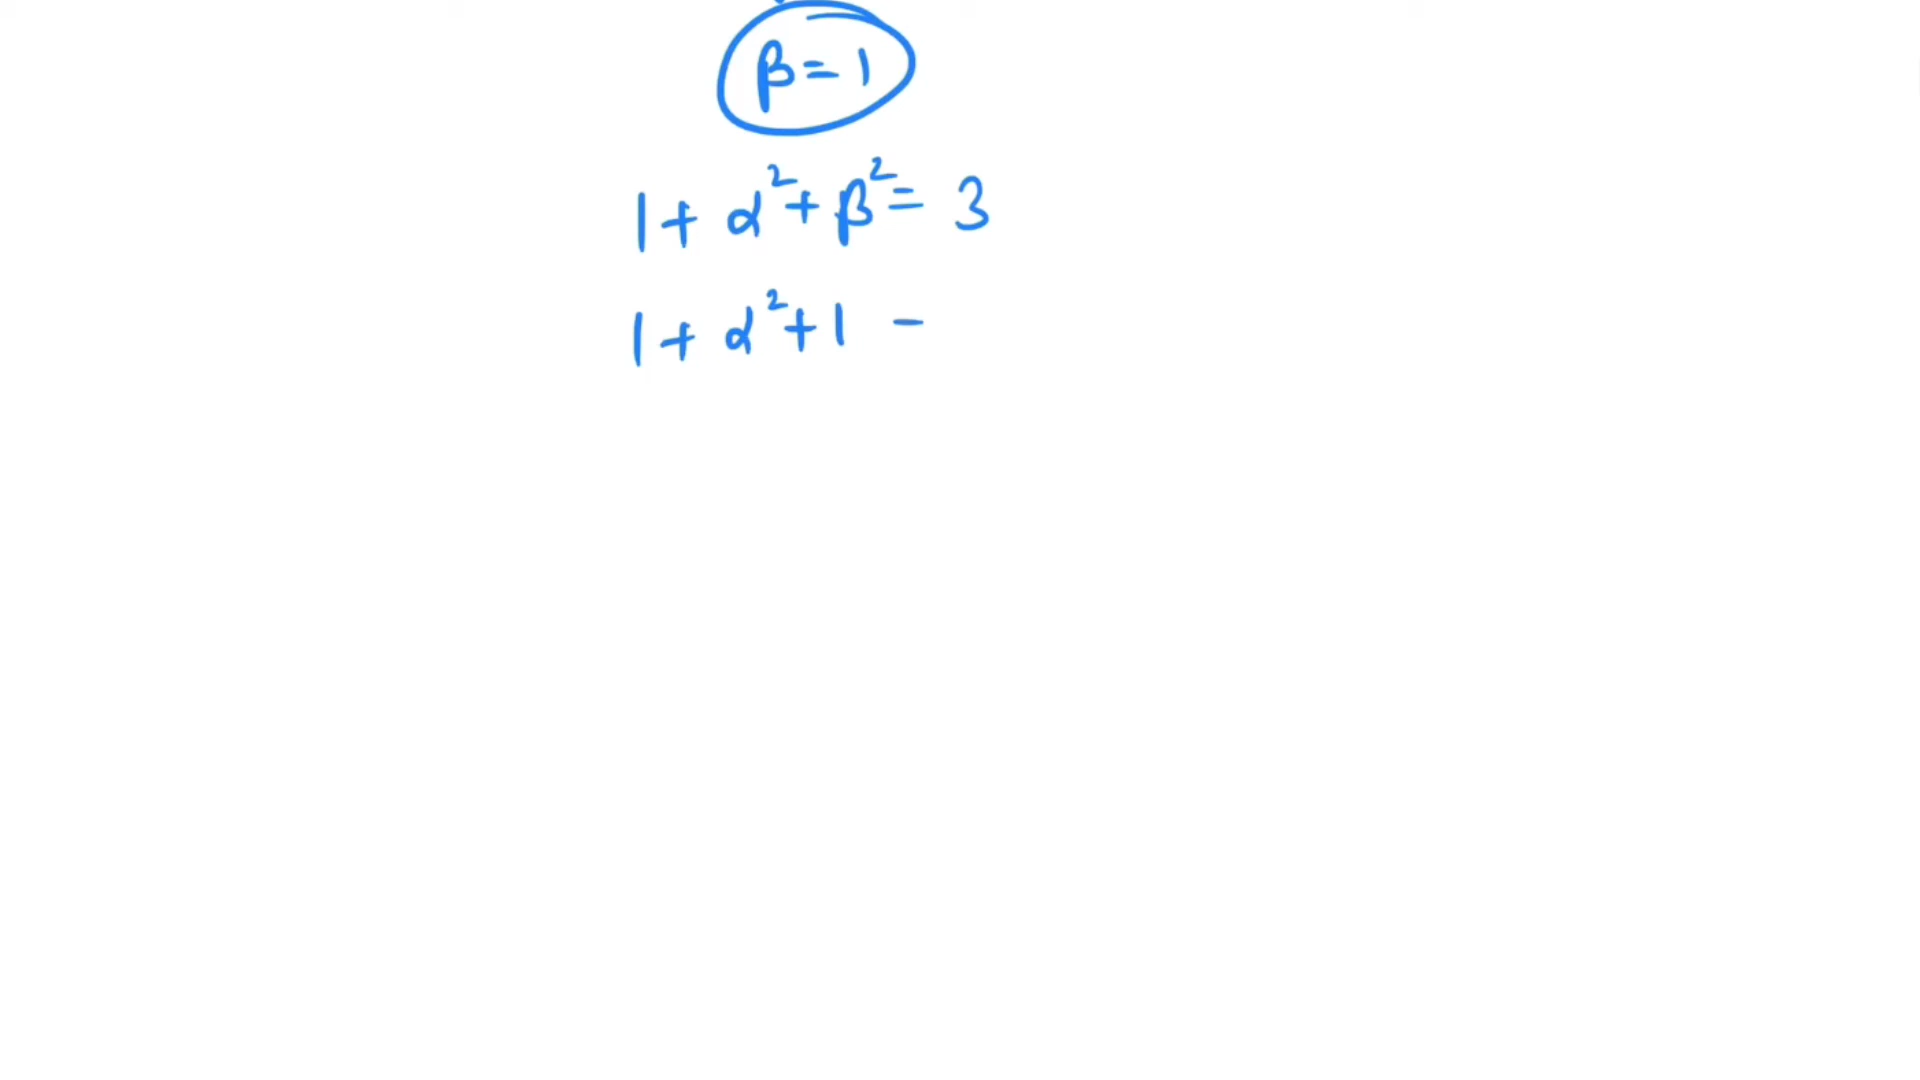 β = 1
1 + α² + β² = 3
1 + α² + 1 −